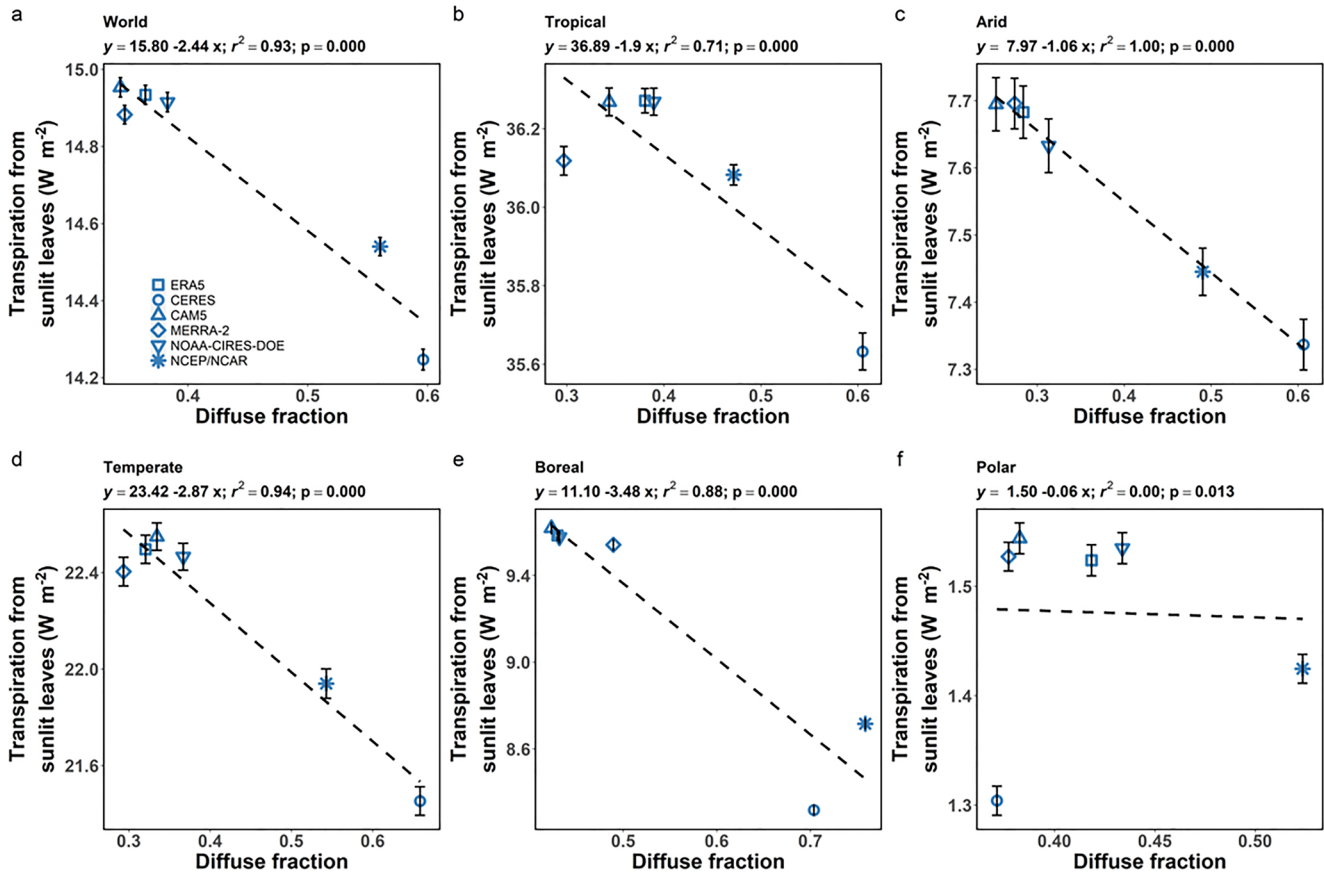 a
World
y = 15.80 -2.44 x; r² = 0.93; p = 0.000
15.0
14.8
14.6
14.4
14.2
0.4
0.5
0.6
Transpiration from
sunlit leaves (W m⁻²)
Diffuse fraction
ERA5
CERES
CAM5
MERRA-2
NOAA-CIRES-DOE
NCEP/NCAR
b
Tropical
y = 36.89 -1.9 x; r² = 0.71; p = 0.000
36.2
36.0
35.8
35.6
0.3
0.4
0.5
0.6
Transpiration from
sunlit leaves (W m⁻²)
Diffuse fraction
c
Arid
y = 7.97 -1.06 x; r² = 1.00; p = 0.000
7.7
7.6
7.5
7.4
7.3
0.3
0.4
0.5
0.6
Transpiration from
sunlit leaves (W m⁻²)
Diffuse fraction
d
Temperate
y = 23.42 -2.87 x; r² = 0.94; p = 0.000
22.4
22.0
21.6
0.3
0.4
0.5
0.6
Transpiration from
sunlit leaves (W m⁻²)
Diffuse fraction
e
Boreal
y = 11.10 -3.48 x; r² = 0.88; p = 0.000
9.4
9.0
8.6
0.5
0.6
0.7
Transpiration from
sunlit leaves (W m⁻²)
Diffuse fraction
f
Polar
y = 1.50 -0.06 x; r² = 0.00; p = 0.013
1.5
1.4
1.3
0.40
0.45
0.50
Transpiration from
sunlit leaves (W m⁻²)
Diffuse fraction